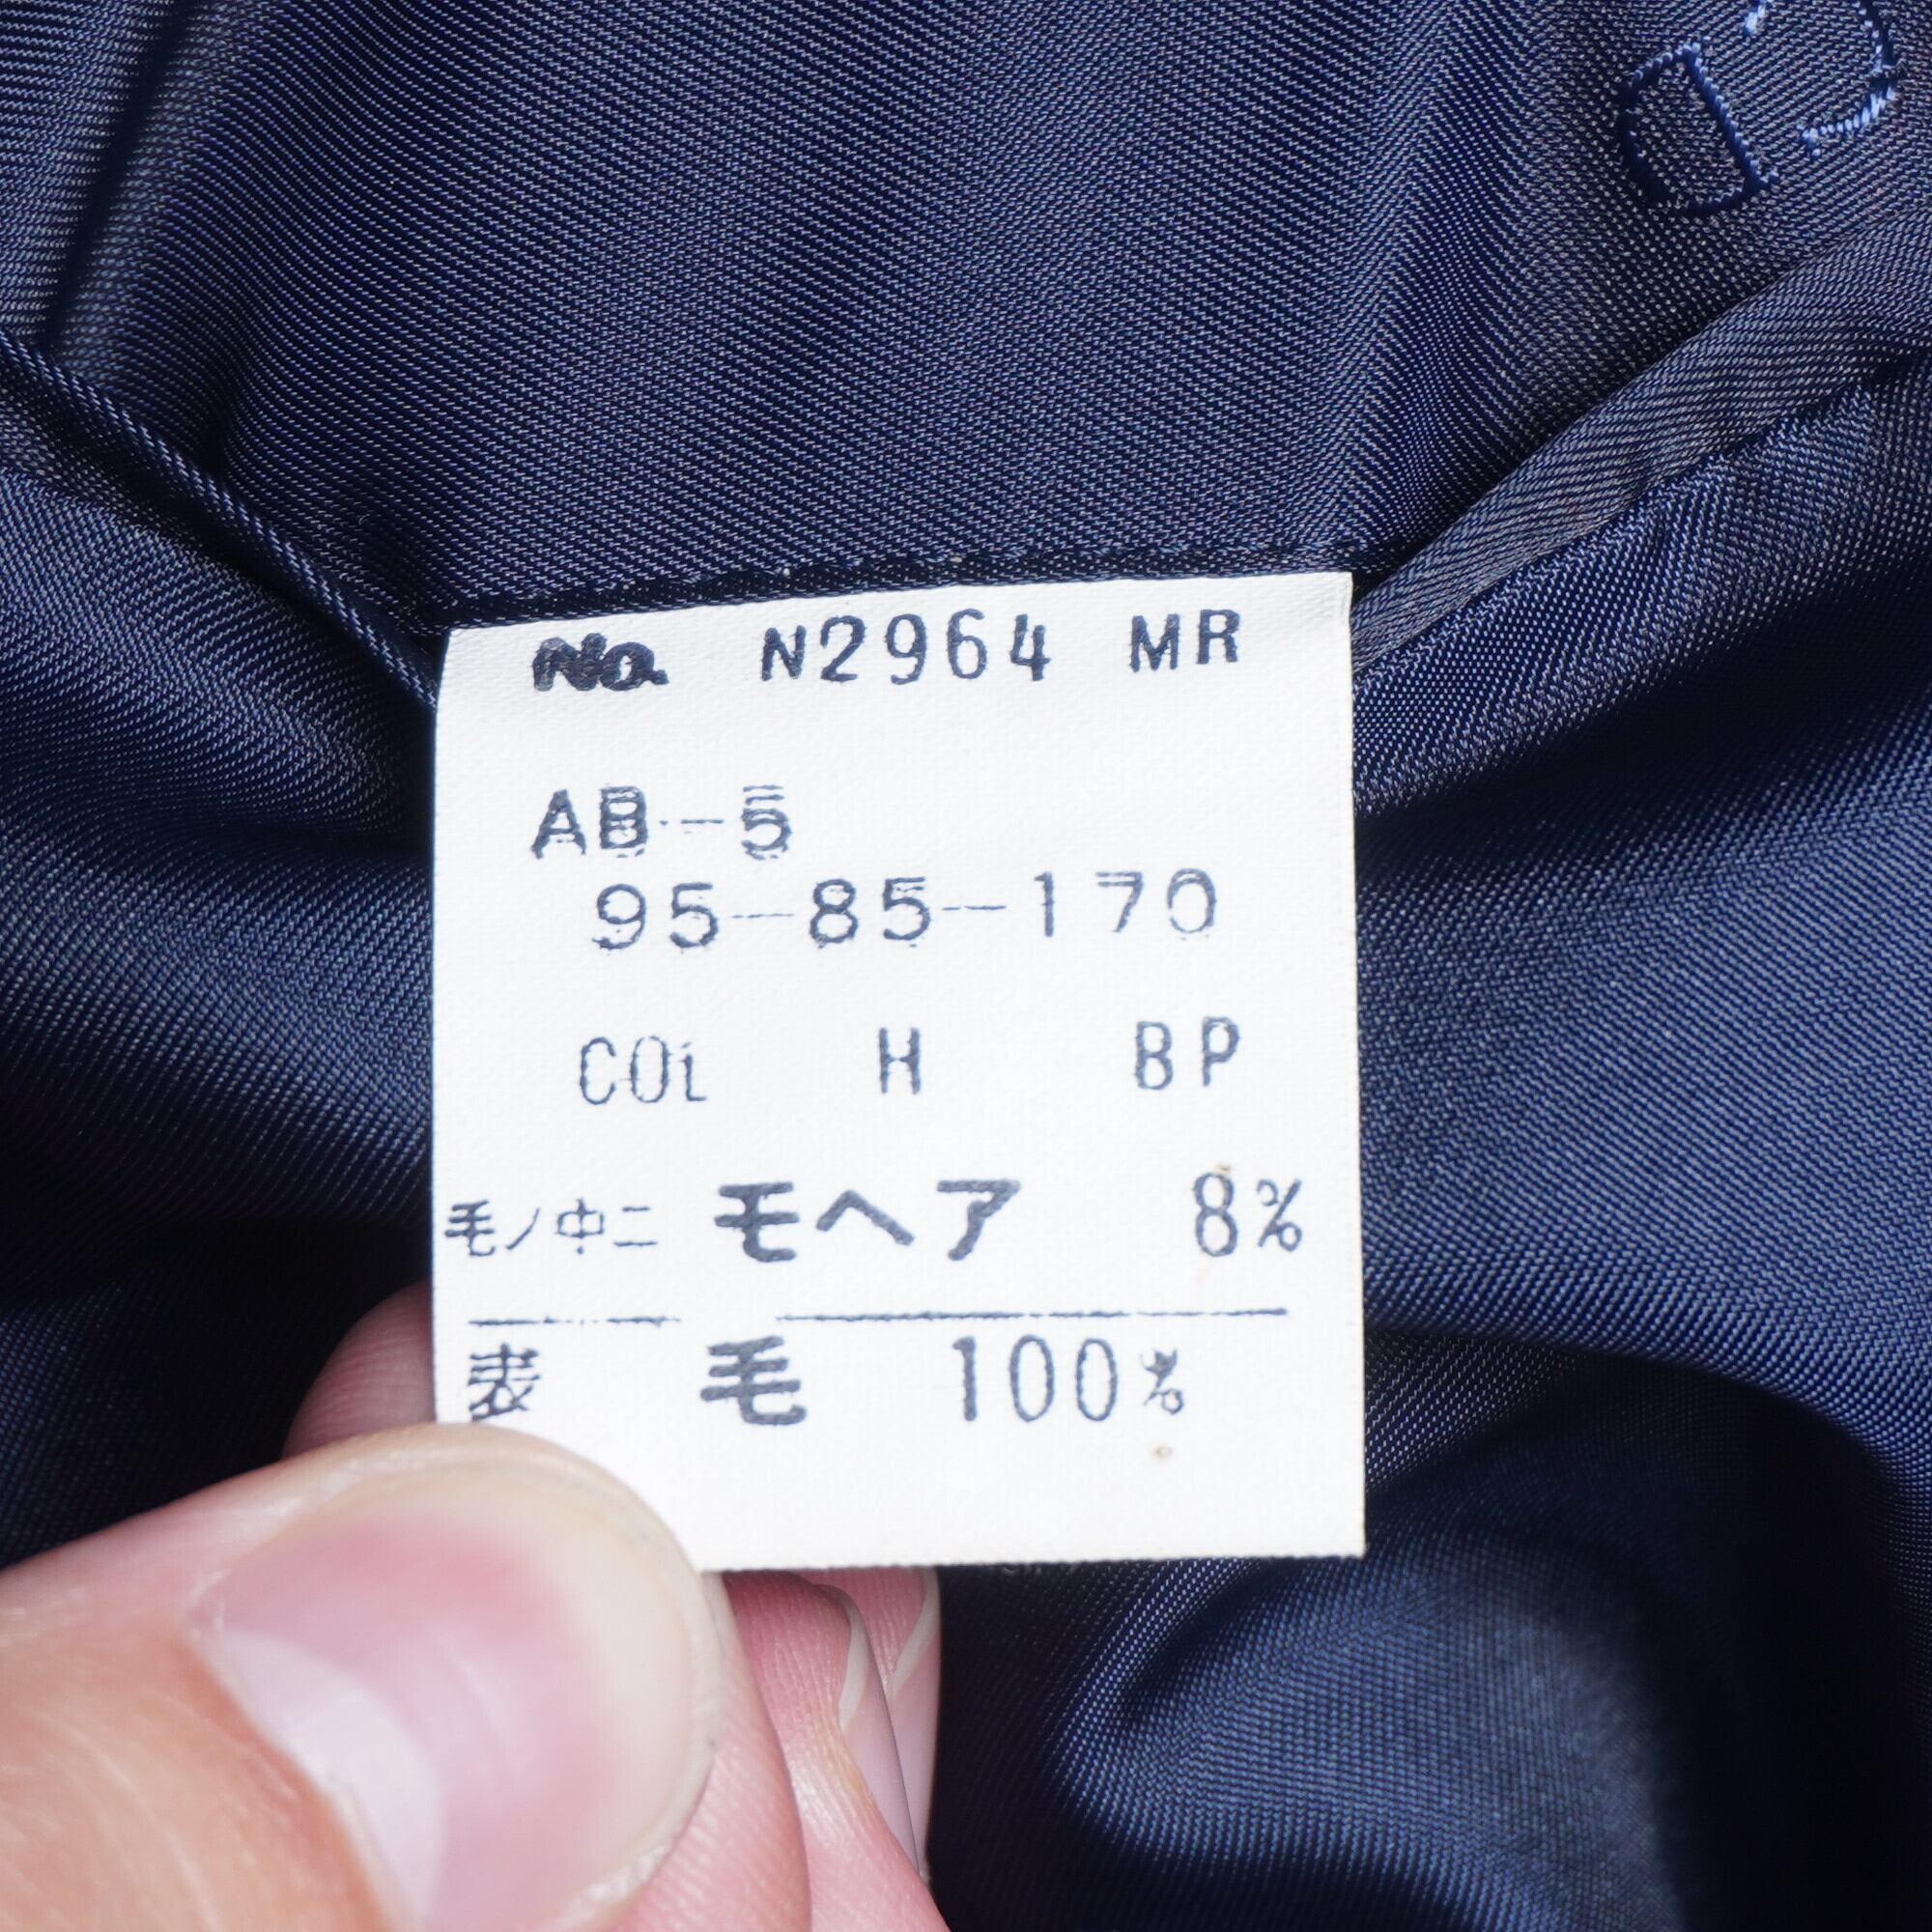 No. N2964 MR
AB-5
95-85-170
COL H BP
毛ノ中ニ モヘア 8%
表 毛 100%